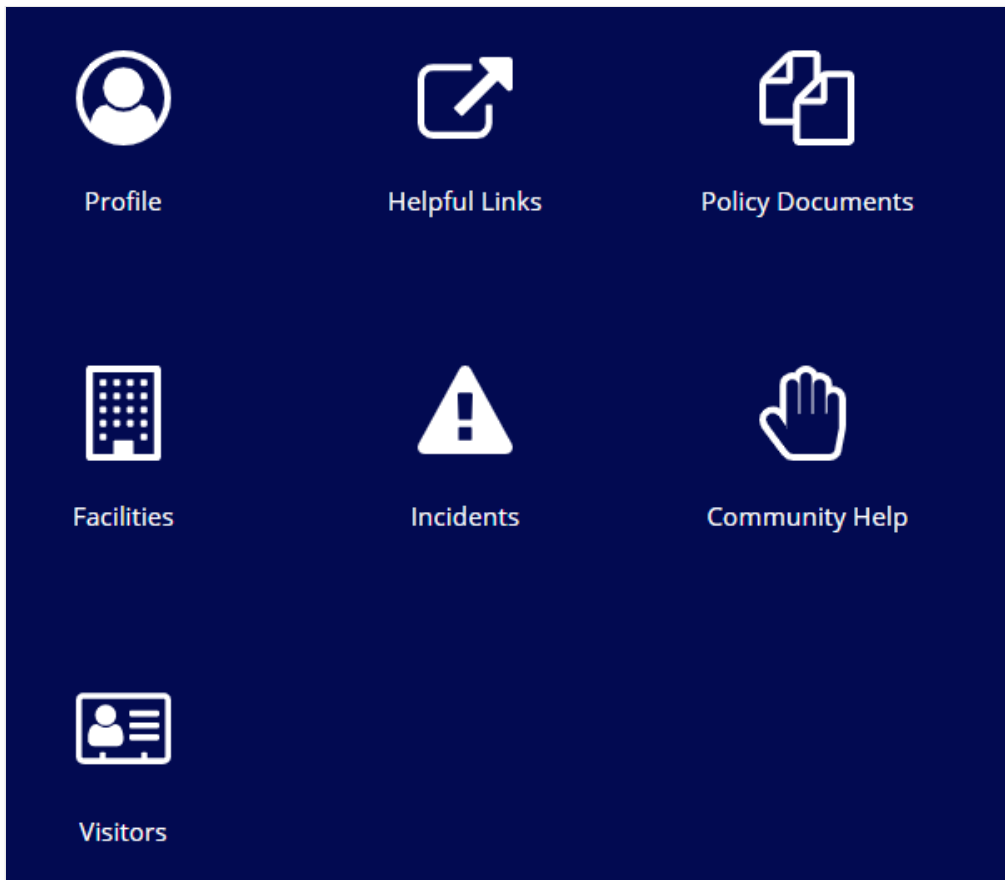 Profile
Helpful Links
Policy Documents
Facilities
Incidents
Community Help
Visitors